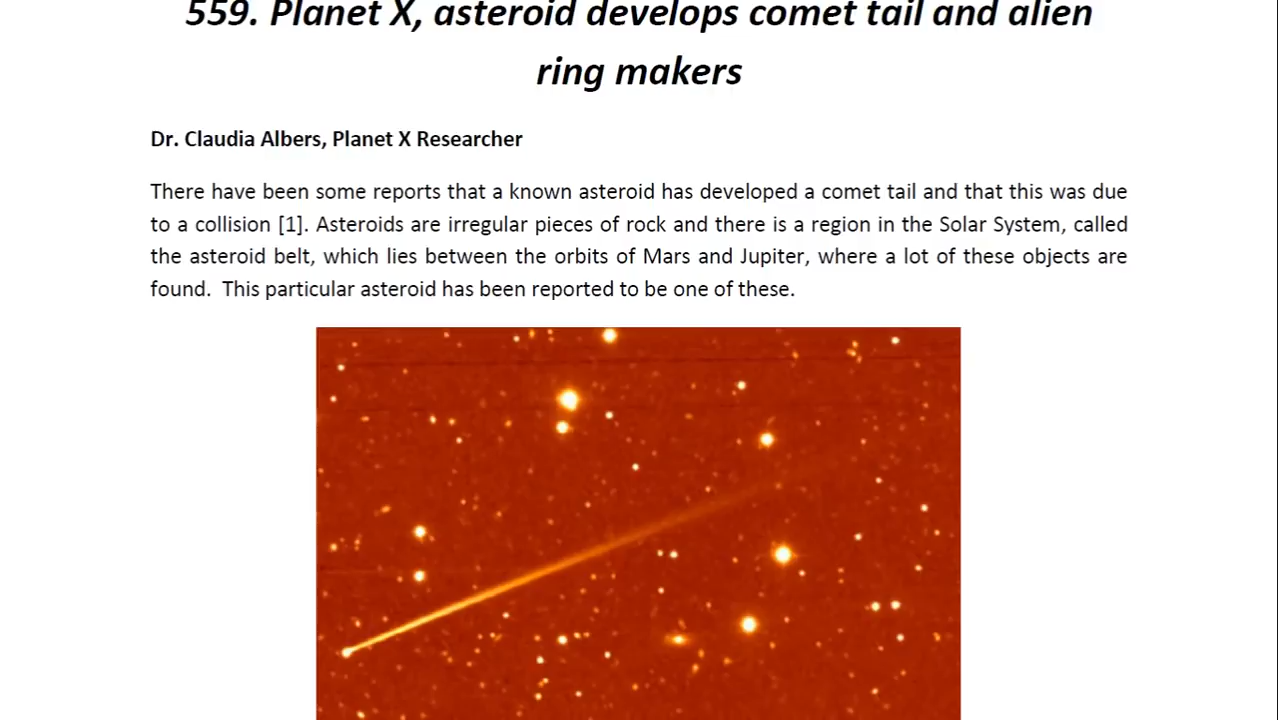 559. Planet X, asteroid develops comet tail and alien
ring makers
Dr. Claudia Albers, Planet X Researcher
There have been some reports that a known asteroid has developed a comet tail and that this was due
to a collision [1]. Asteroids are irregular pieces of rock and there is a region in the Solar System, called
the asteroid belt, which lies between the orbits of Mars and Jupiter, where a lot of these objects are
found.  This particular asteroid has been reported to be one of these.